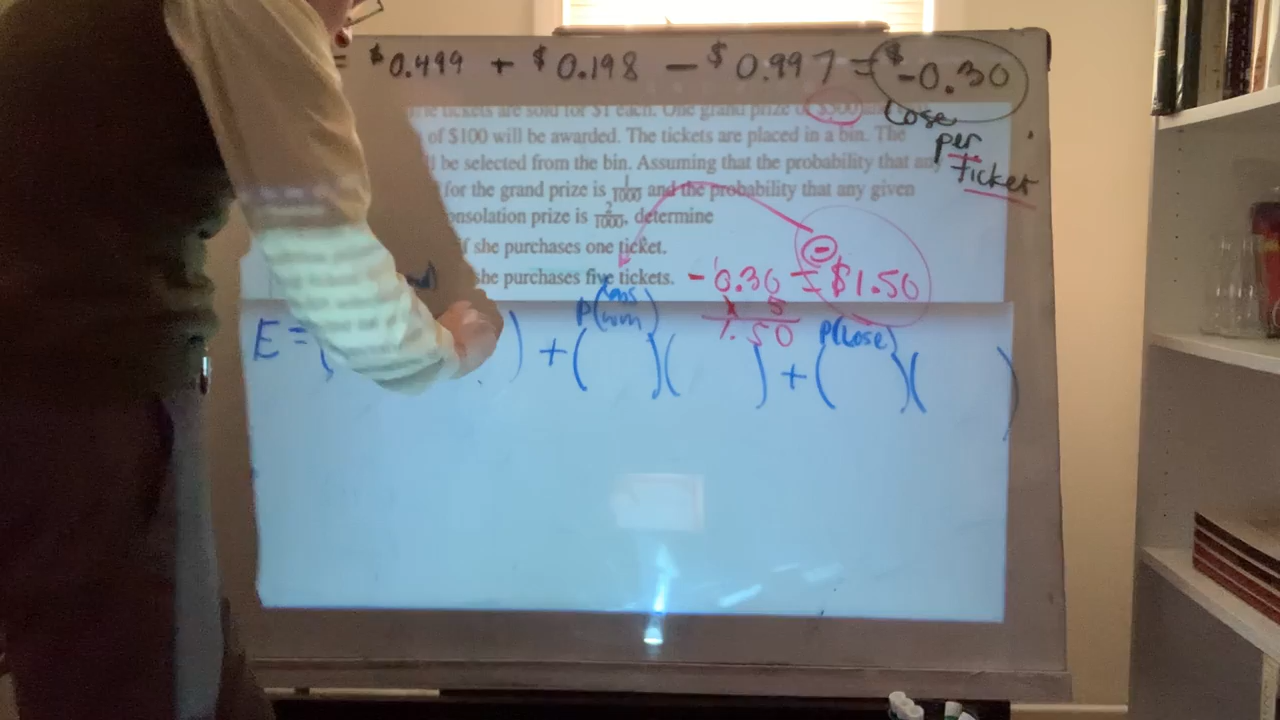 = $0.499 + $0.198 - $0.997 = $-0.30
Lose
per
Ticket
tickets are sold for $1 each. One grand prize of $500
of $100 will be awarded. The tickets are placed in a bin. The
be selected from the bin. Assuming that the probability that any
for the grand prize is 1/1000 and the probability that any given
consolation prize is 2/1000, determine
if she purchases one ticket.
she purchases five tickets. -0.30 = - $1.50
x 5
1.50
E = ( ) + P(cons win) ( )( ) + P(Lose) ( )( )